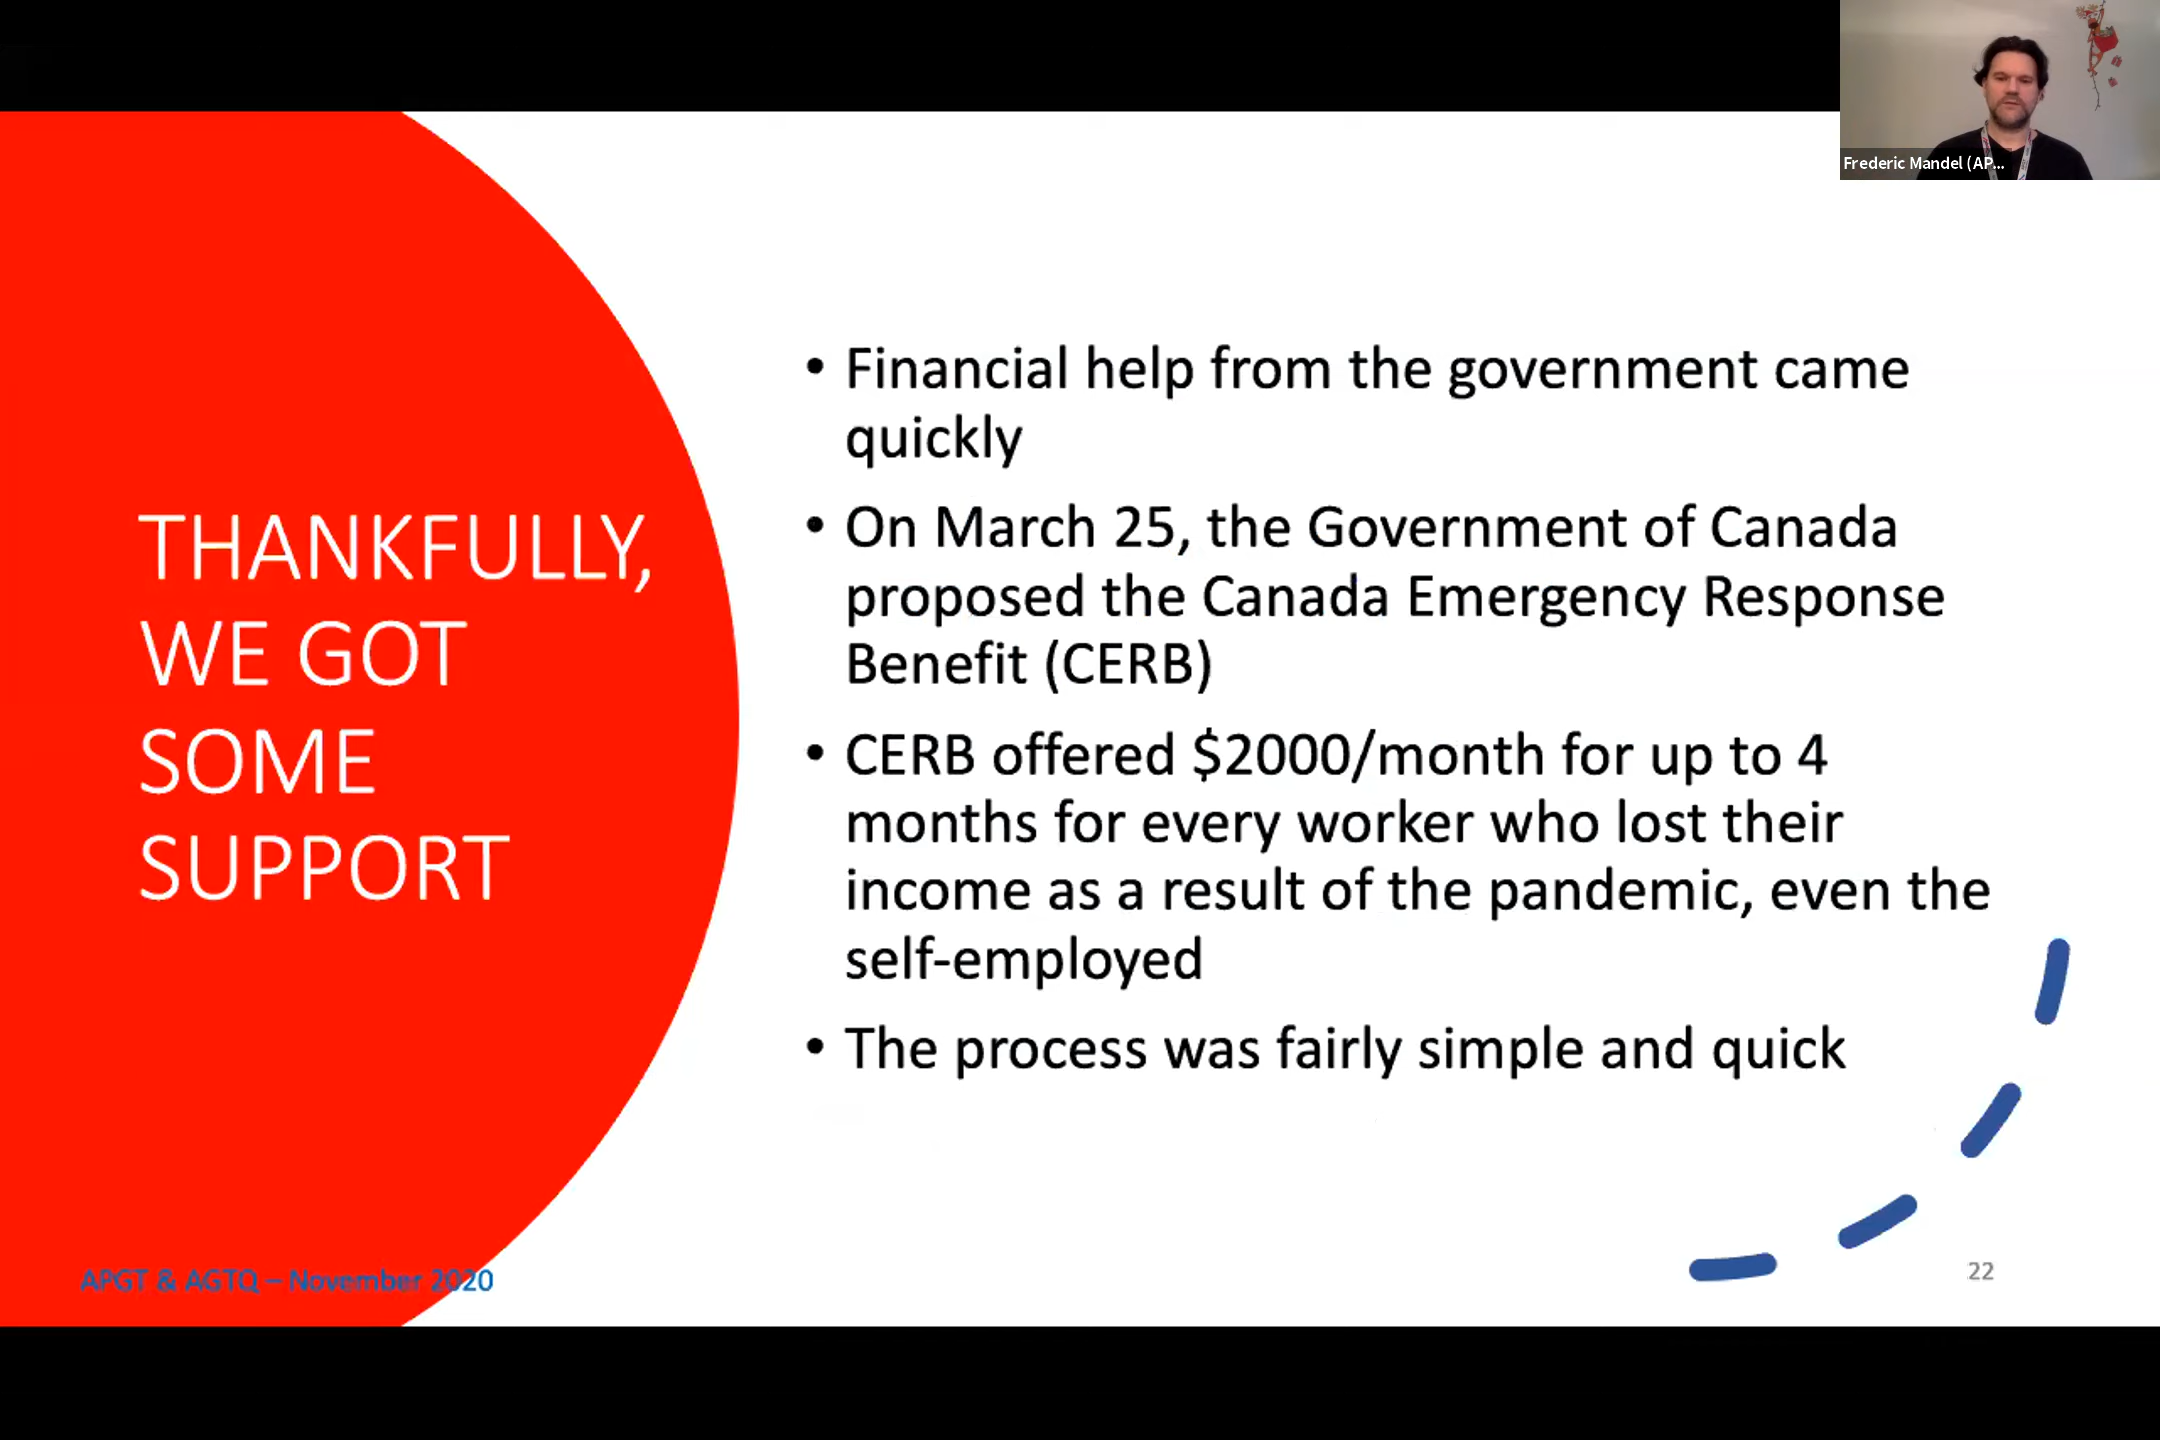 Frederic Mandel (AP...
THANKFULLY,
WE GOT
SOME
SUPPORT
• Financial help from the government came
quickly
• On March 25, the Government of Canada
proposed the Canada Emergency Response
Benefit (CERB)
• CERB offered $2000/month for up to 4
months for every worker who lost their
income as a result of the pandemic, even the
self-employed
• The process was fairly simple and quick
APGT & AGTQ – November 2020
22